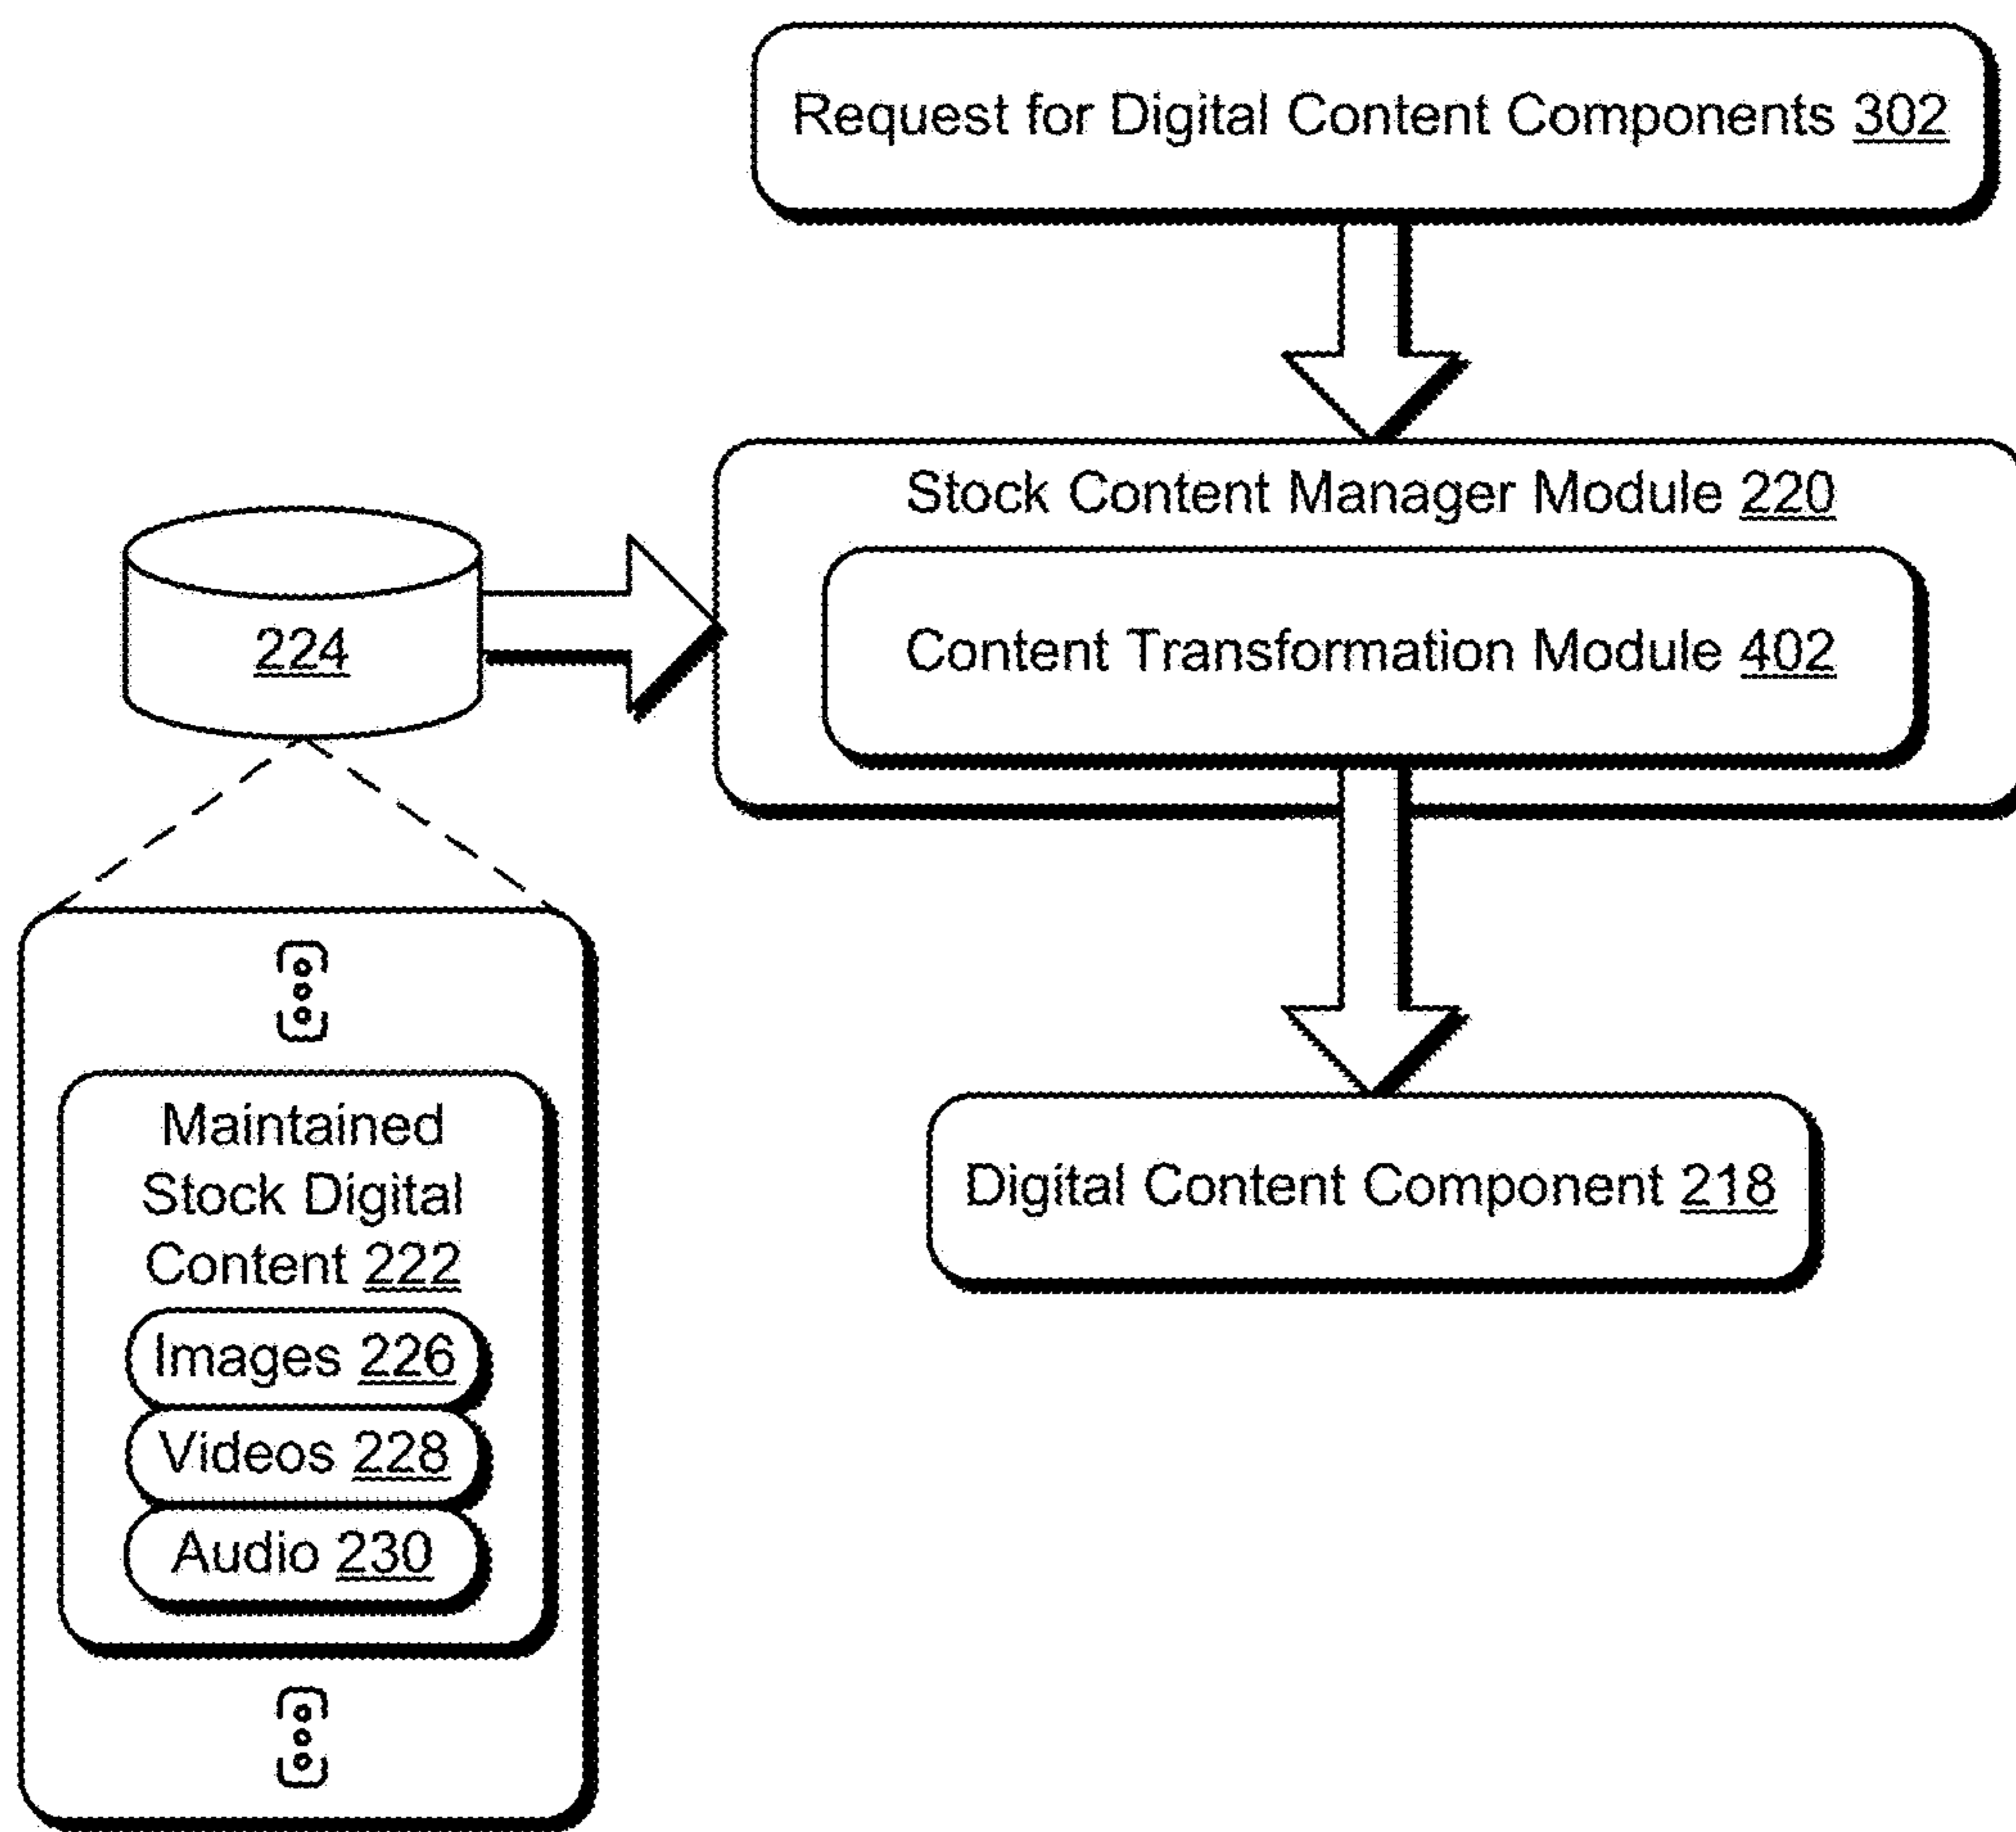 Request for Digital Content Components 302
Stock Content Manager Module 220
Content Transformation Module 402
224
Maintained
Stock Digital
Content 222
Images 226
Videos 228
Audio 230
Digital Content Component 218